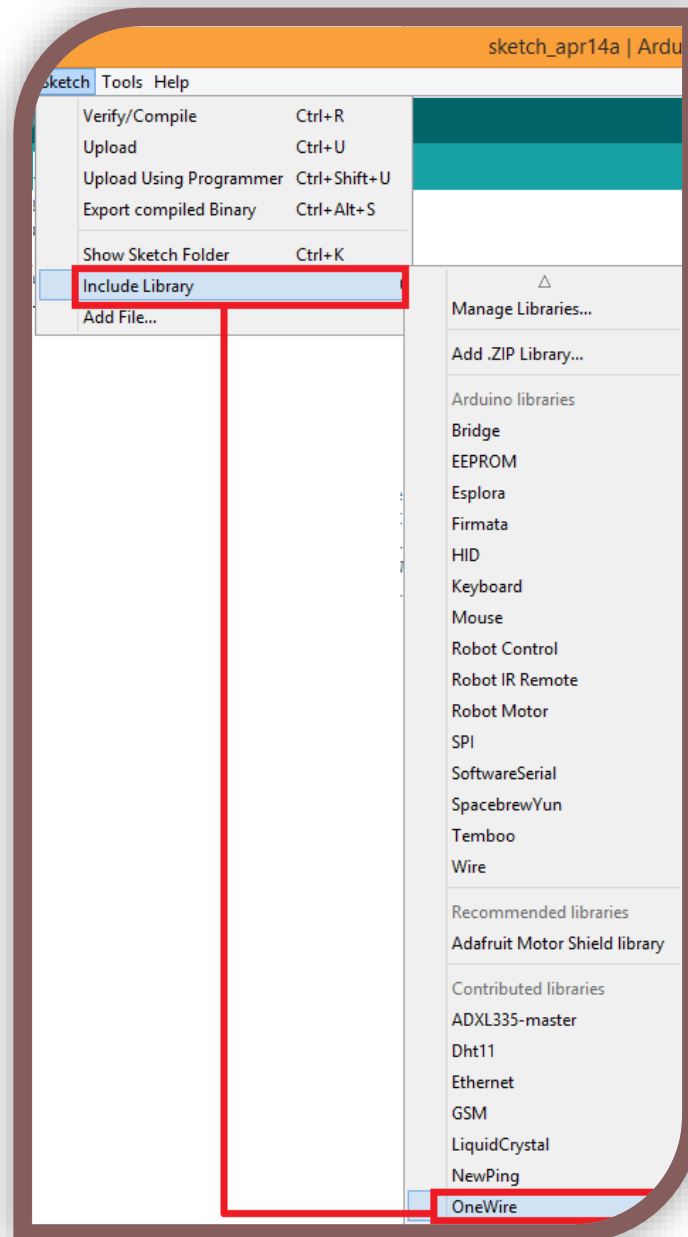 sketch_apr14a | Ardu
Sketch Tools Help
Verify/Compile Ctrl+R
Upload Ctrl+U
Upload Using Programmer Ctrl+Shift+U
Export compiled Binary Ctrl+Alt+S
Show Sketch Folder Ctrl+K
Include Library
Add File...
Manage Libraries...
Add .ZIP Library...
Arduino libraries
Bridge
EEPROM
Esplora
Firmata
HID
Keyboard
Mouse
Robot Control
Robot IR Remote
Robot Motor
SPI
SoftwareSerial
SpacebrewYun
Temboo
Wire
Recommended libraries
Adafruit Motor Shield library
Contributed libraries
ADXL335-master
Dht11
Ethernet
GSM
LiquidCrystal
NewPing
OneWire